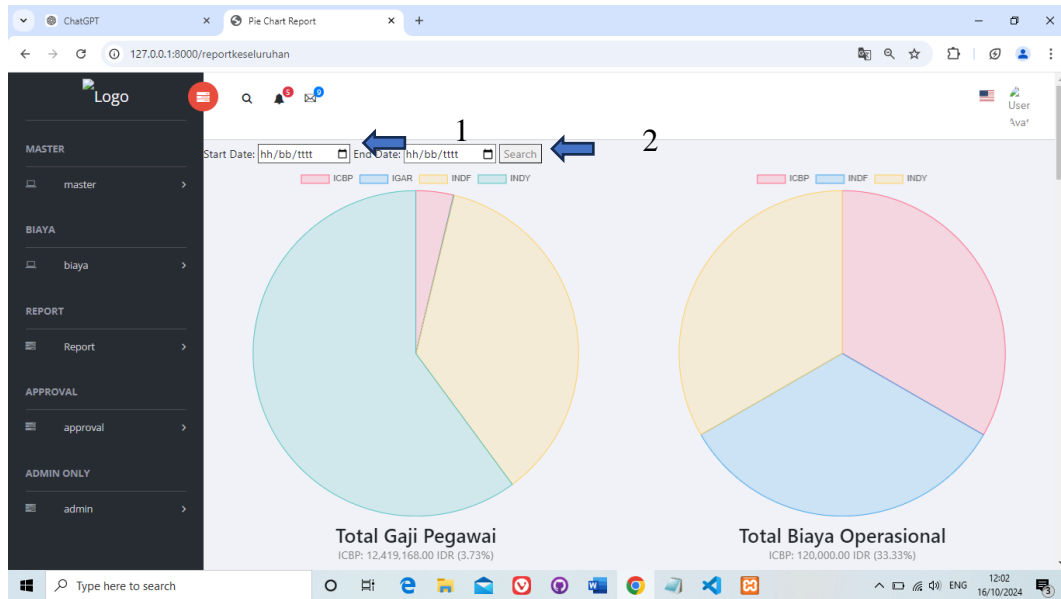 ChatGPT
Pie Chart Report
127.0.0.1:8000/reportkeseluruhan
Logo
5
9
User
MASTER
master
BIAYA
biaya
REPORT
Report
APPROVAL
approval
ADMIN ONLY
admin
1
2
Start Date: hh/bb/tttt End Date: hh/bb/tttt Search
ICBP IGAR INDF INDY
ICBP INDF INDY
Total Gaji Pegawai
ICBP: 12,419,168.00 IDR (3.73%)
Total Biaya Operasional
ICBP: 120,000.00 IDR (33.33%)
Type here to search
ENG
12:02
16/10/2024
3